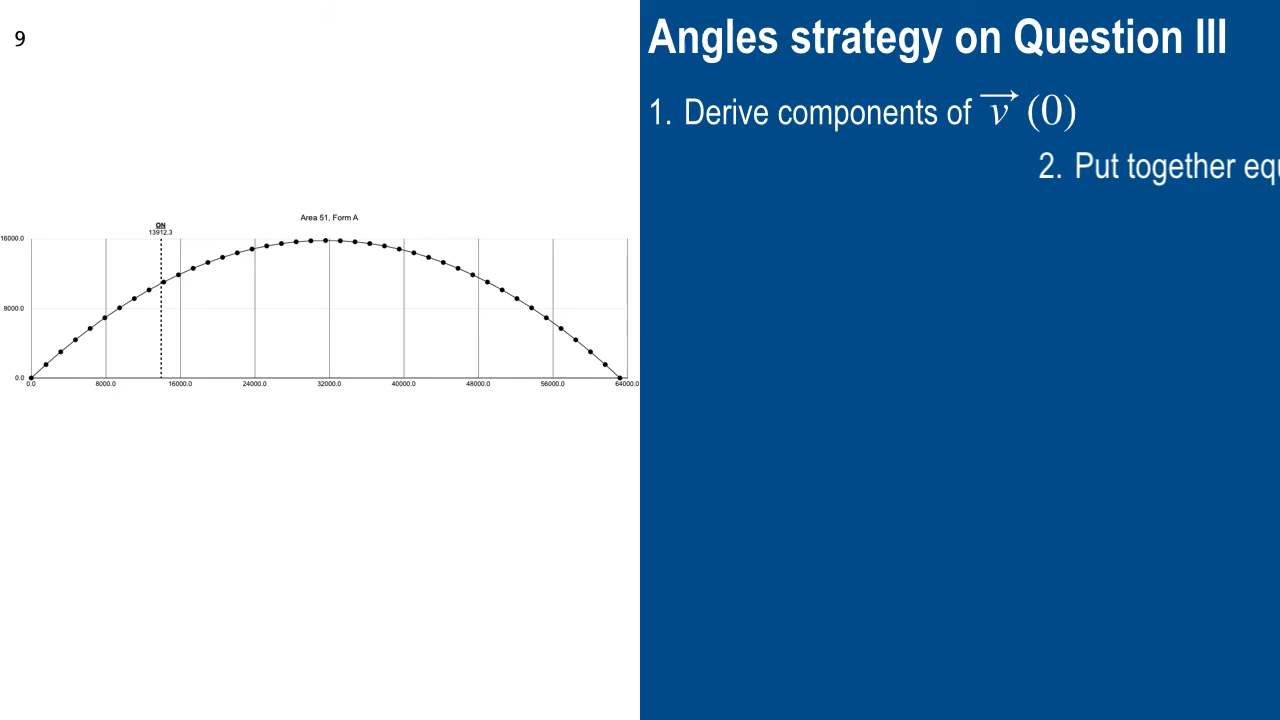 9
Angles strategy on Question III
1. Derive components of v⃗ (0)
2. Put together
Area 51, Form A
ON
13912.3
16000.0
8000.0
0.0
0.0 8000.0 16000.0 24000.0 32000.0 40000.0 48000.0 56000.0 64000.0